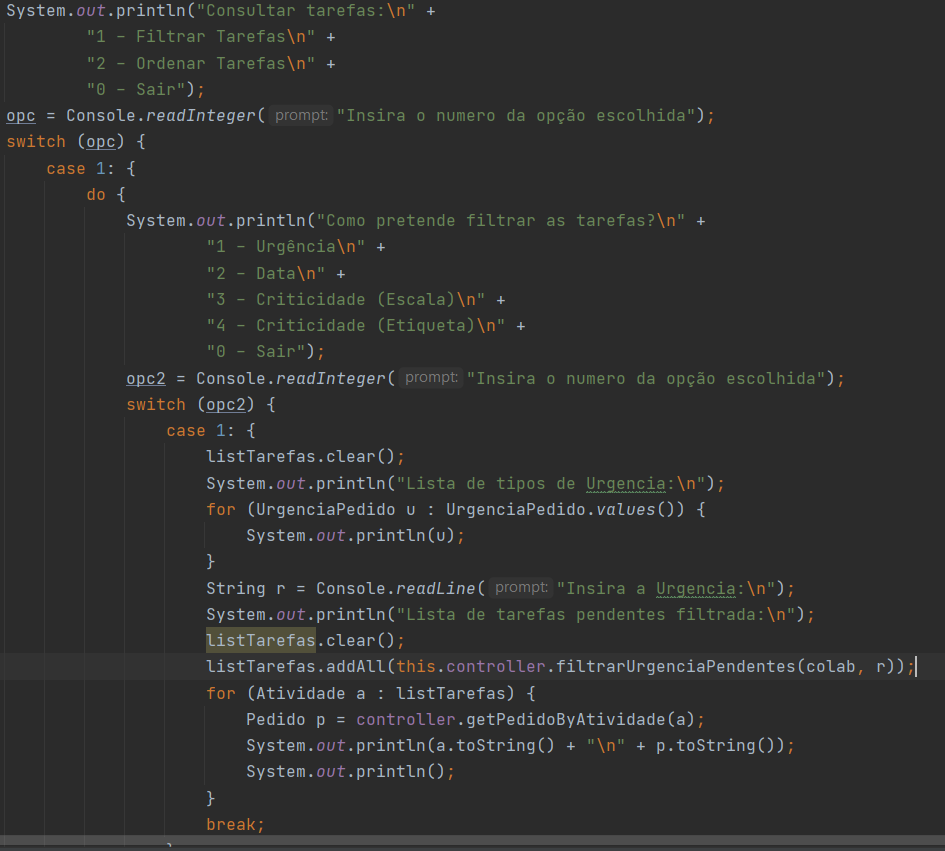 System.out.println("Consultar tarefas:\n" +
"1 - Filtrar Tarefas\n" +
"2 - Ordenar Tarefas\n" +
"0 - Sair");
opc = Console.readInteger( prompt: "Insira o numero da opção escolhida");
switch (opc) {
case 1: {
do {
System.out.println("Como pretende filtrar as tarefas?\n" +
"1 - Urgência\n" +
"2 - Data\n" +
"3 - Criticidade (Escala)\n" +
"4 - Criticidade (Etiqueta)\n" +
"0 - Sair");
opc2 = Console.readInteger( prompt: "Insira o numero da opção escolhida");
switch (opc2) {
case 1: {
listTarefas.clear();
System.out.println("Lista de tipos de Urgencia:\n");
for (UrgenciaPedido u : UrgenciaPedido.values()) {
System.out.println(u);
}
String r = Console.readLine( prompt: "Insira a Urgencia:\n");
System.out.println("Lista de tarefas pendentes filtrada:\n");
listTarefas.clear();
listTarefas.addAll(this.controller.filtrarUrgenciaPendentes(colab, r));
for (Atividade a : listTarefas) {
Pedido p = controller.getPedidoByAtividade(a);
System.out.println(a.toString() + "\n" + p.toString());
System.out.println();
}
break;